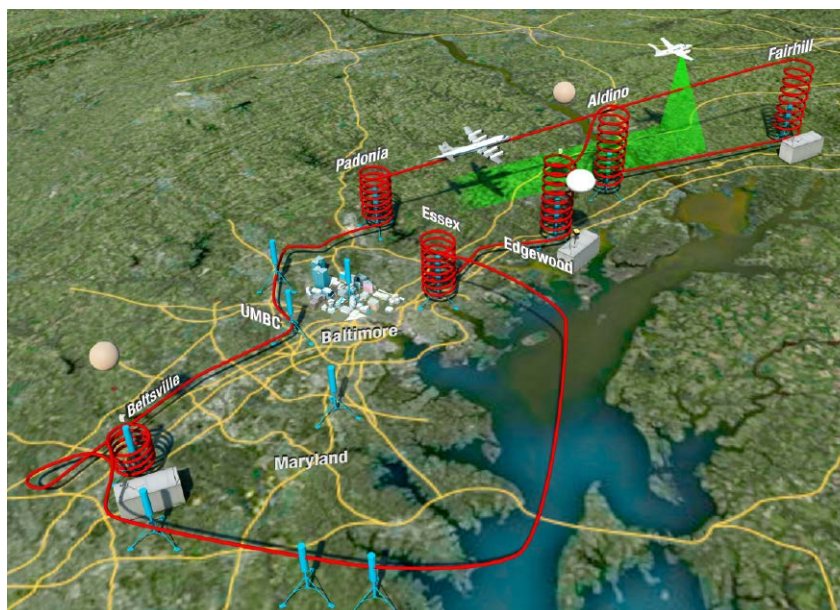 Fairhill
Aldino
Padonia
Essex
Edgewood
UMBC
Baltimore
Beltsville
Maryland